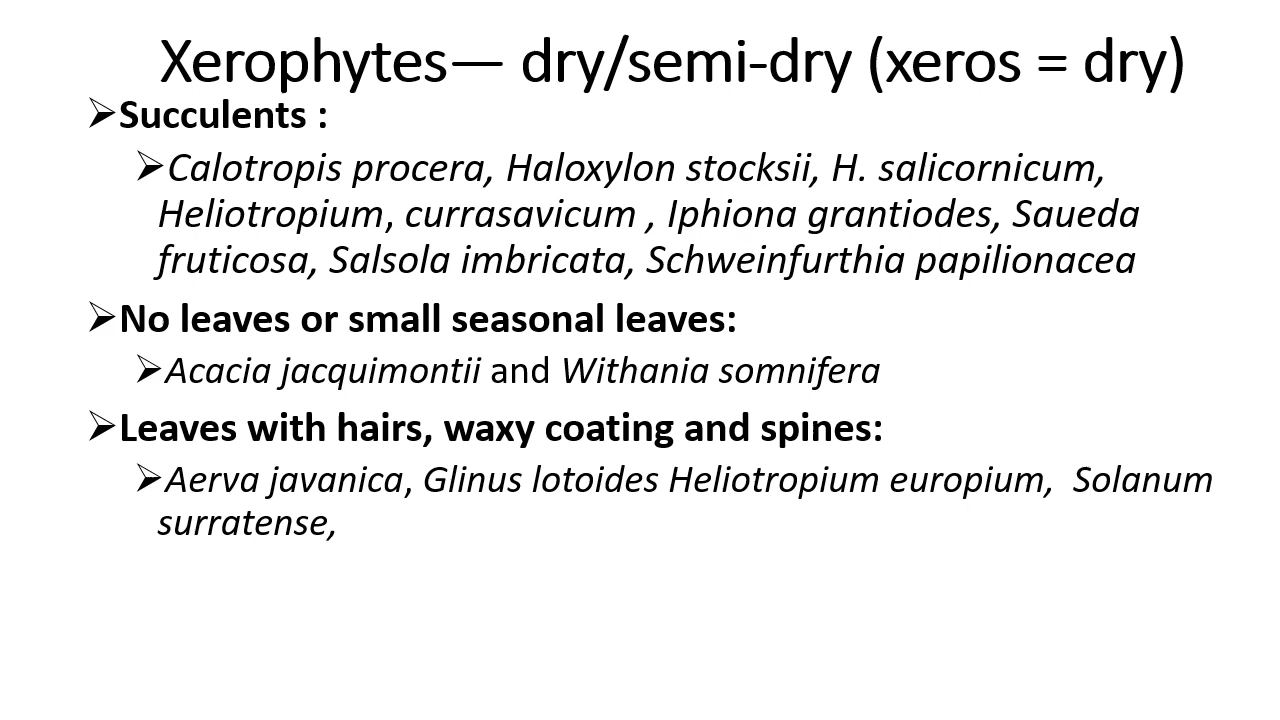 Xerophytes— dry/semi-dry (xeros = dry)
➢Succulents :
➢Calotropis procera, Haloxylon stocksii, H. salicornicum,
Heliotropium, currasavicum , Iphiona grantiodes, Saueda
fruticosa, Salsola imbricata, Schweinfurthia papilionacea
➢No leaves or small seasonal leaves:
➢Acacia jacquimontii and Withania somnifera
➢Leaves with hairs, waxy coating and spines:
➢Aerva javanica, Glinus lotoides Heliotropium europium,  Solanum
surratense,